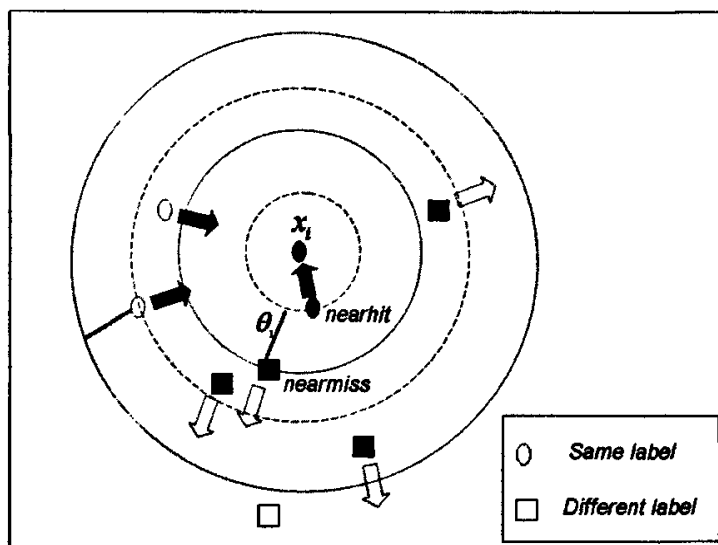 x_i
nearhit
θ_i
nearmiss
Same label
Different label